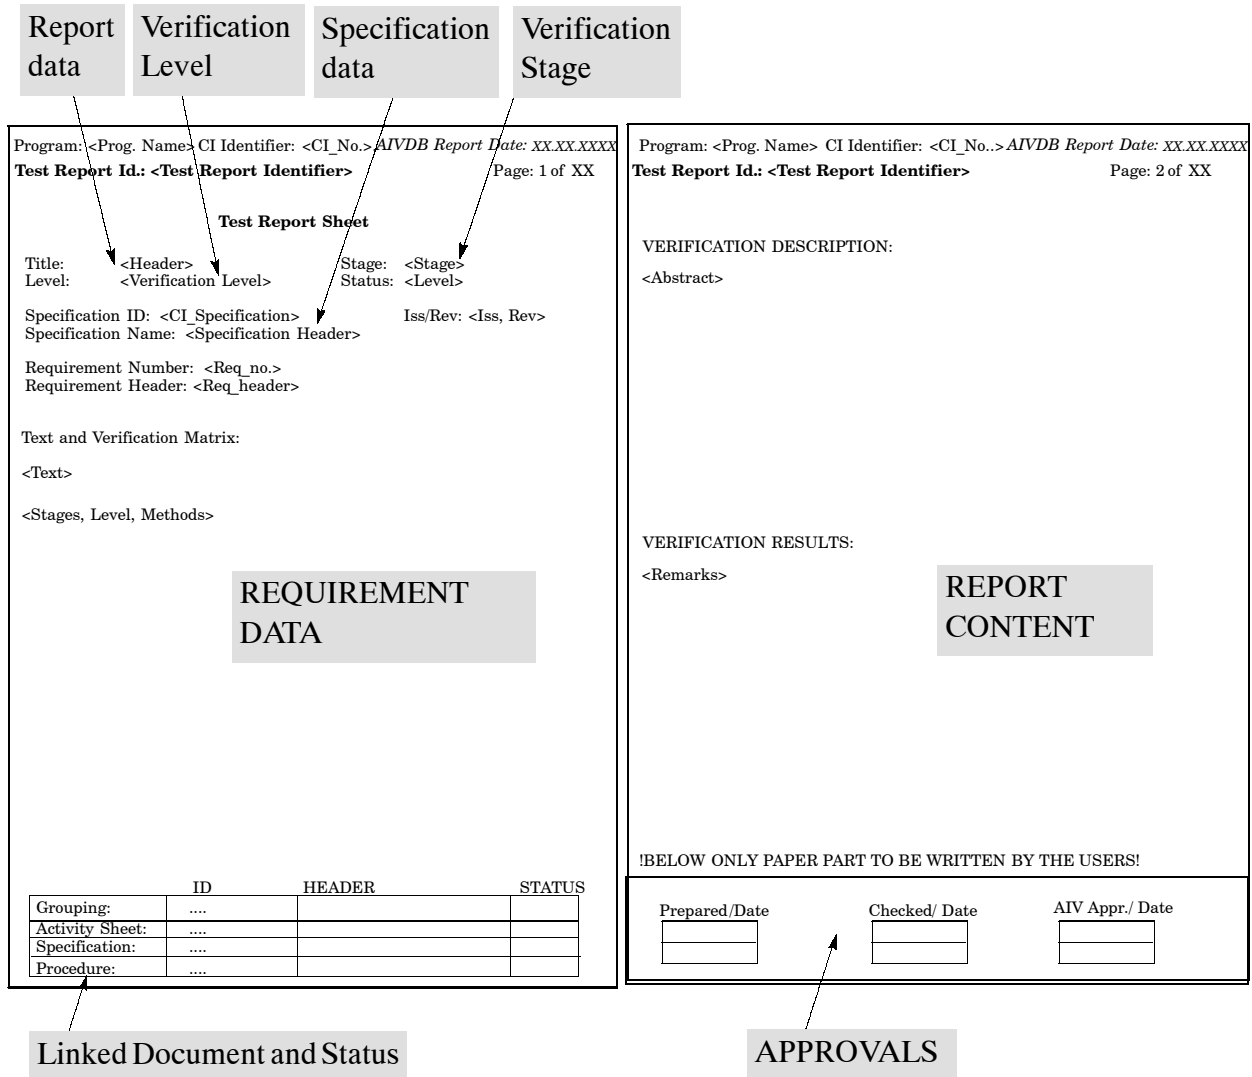 Report
data
Verification
Level
Specification
data
Verification
Stage
Program: <Prog. Name> CI Identifier: <CI_No.> AIVDB Report Date: XX.XX.XXXX
Test Report Id.: <Test Report Identifier> Page: 1 of XX
Test Report Sheet
Title: <Header> Stage: <Stage>
Level: <Verification Level> Status: <Level>
Specification ID: <CI_Specification> Iss/Rev: <Iss, Rev>
Specification Name: <Specification Header>
Requirement Number: <Req_no.>
Requirement Header: <Req_header>
Text and Verification Matrix:
<Text>
<Stages, Level, Methods>
REQUIREMENT
DATA
ID HEADER STATUS
Grouping: ....
Activity Sheet: ....
Specification: ....
Procedure: ....
Linked Document and Status
Program: <Prog. Name> CI Identifier: <CI_No..> AIVDB Report Date: XX.XX.XXXX
Test Report Id.: <Test Report Identifier> Page: 2 of XX
VERIFICATION DESCRIPTION:
<Abstract>
VERIFICATION RESULTS:
<Remarks>
REPORT
CONTENT
!BELOW ONLY PAPER PART TO BE WRITTEN BY THE USERS!
Prepared/Date Checked/ Date AIV Appr./ Date
APPROVALS